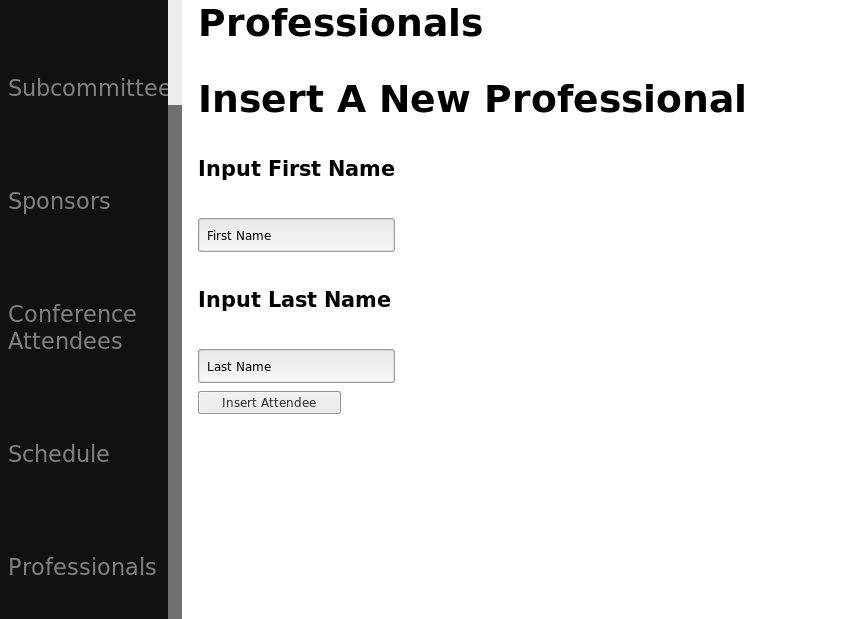 Subcommittee
Sponsors
Conference
Attendees
Schedule
Professionals
Professionals
Insert A New Professional
Input First Name
First Name
Input Last Name
Last Name
Insert Attendee